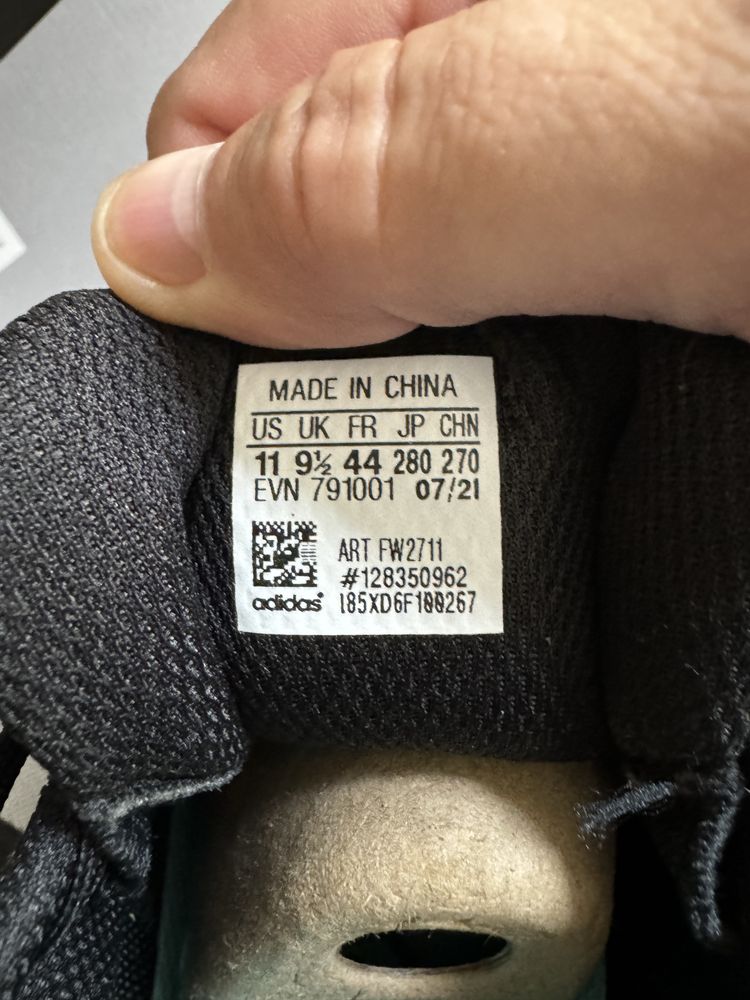 MADE IN CHINA
US UK FR JP CHN
11 9½ 44 280 270
EVN 791001 07/21
ART FW2711
#128350962
adidas® 185XD6F100267